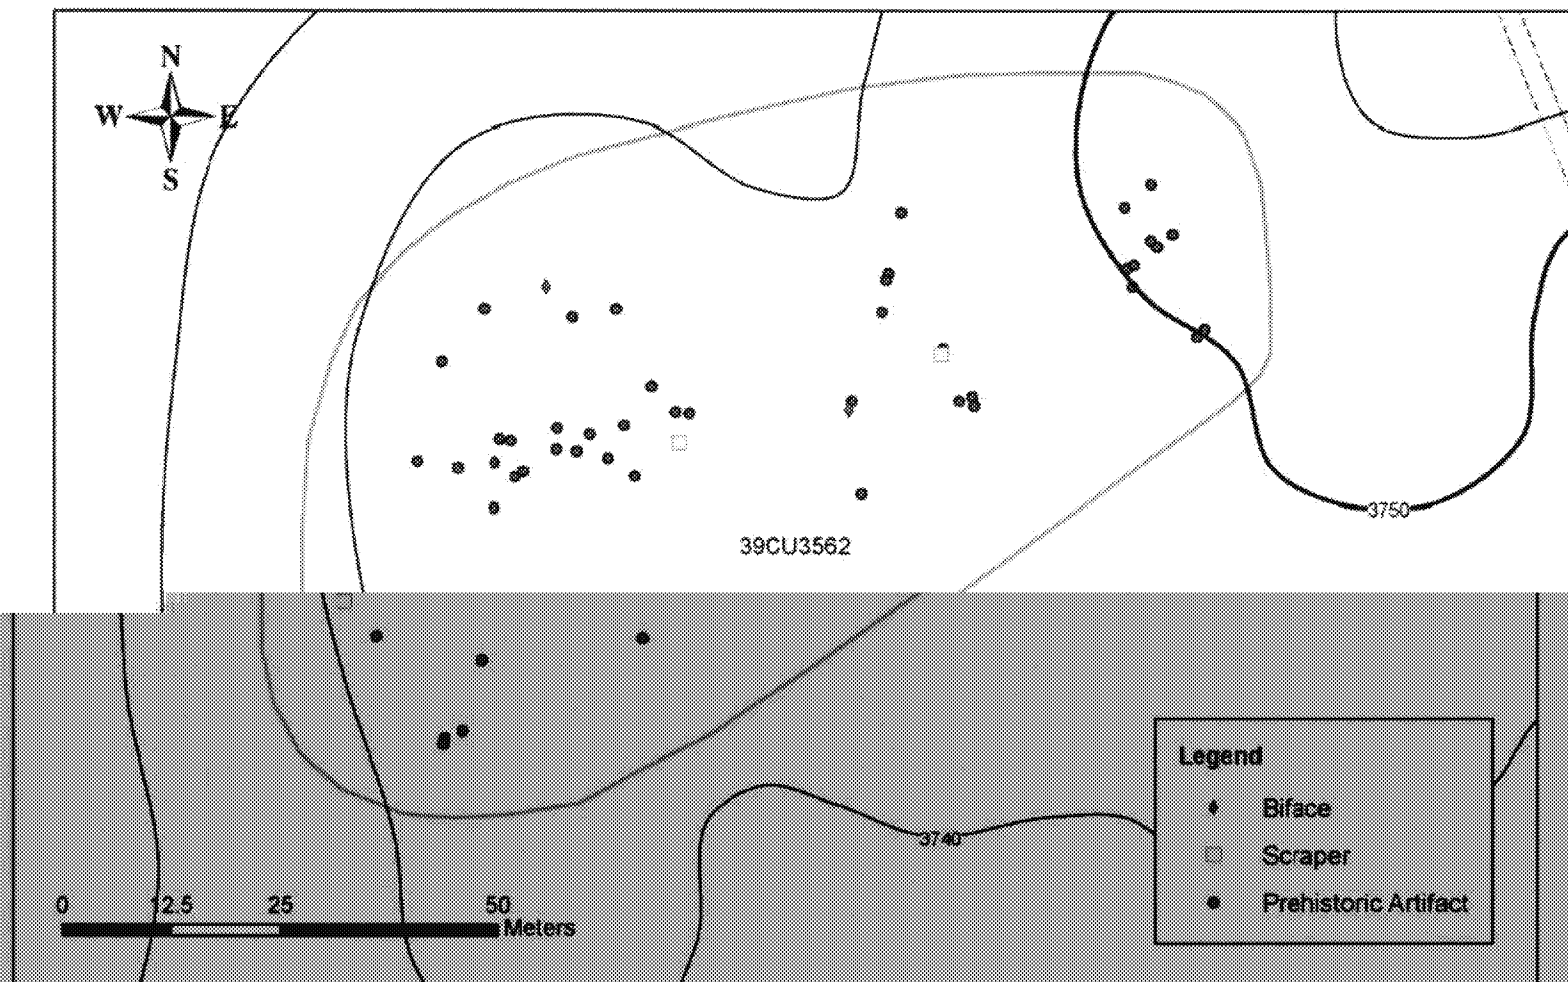 N
W E
S
39CU3562
3750
Legend
Biface
3740
Scraper
0 12.5 25 50
Prehistoric Artifact
Meters